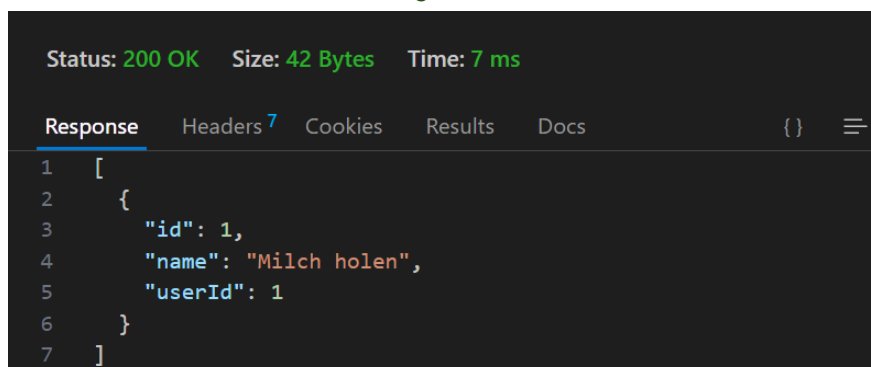 Status: 200 OK Size: 42 Bytes Time: 7 ms
Response Headers 7 Cookies Results Docs {}
1 [
2 {
3 "id": 1,
4 "name": "Milch holen",
5 "userId": 1
6 }
7 ]